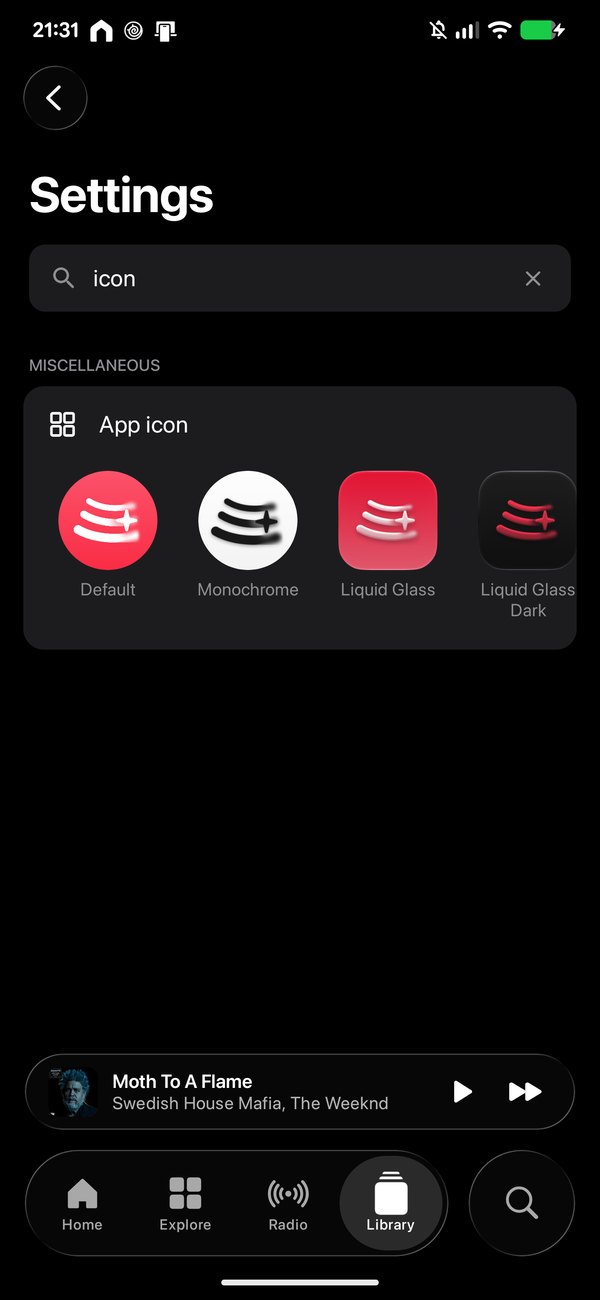 21:31
Settings
icon
MISCELLANEOUS
App icon
Default
Monochrome
Liquid Glass
Liquid Glass
Dark
Moth To A Flame
Swedish House Mafia, The Weeknd
Home
Explore
Radio
Library